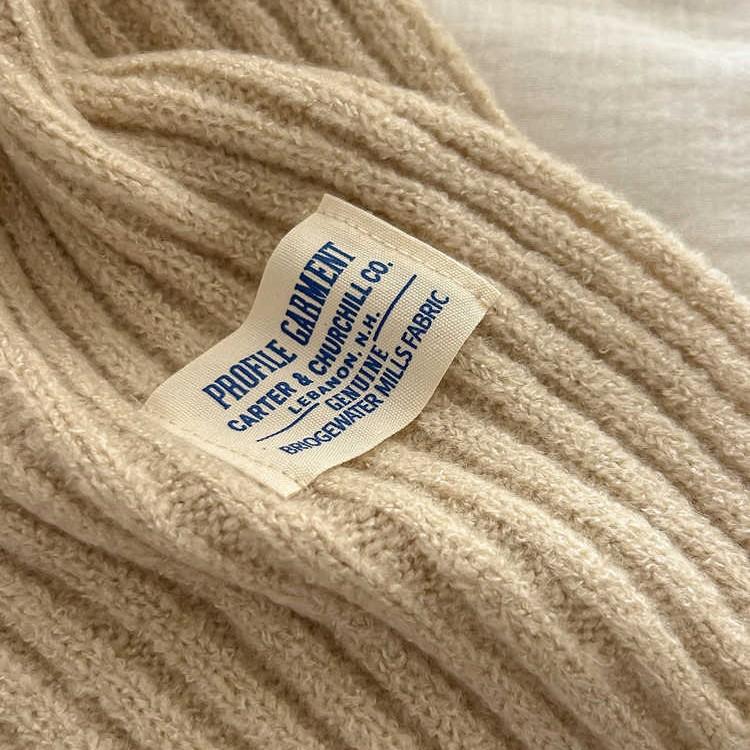 PROFILE GARMENT
CARTER & CHURCHILL CO.
LEBANON, N.H.
GENUINE
BRIDGEWATER MILLS FABRIC